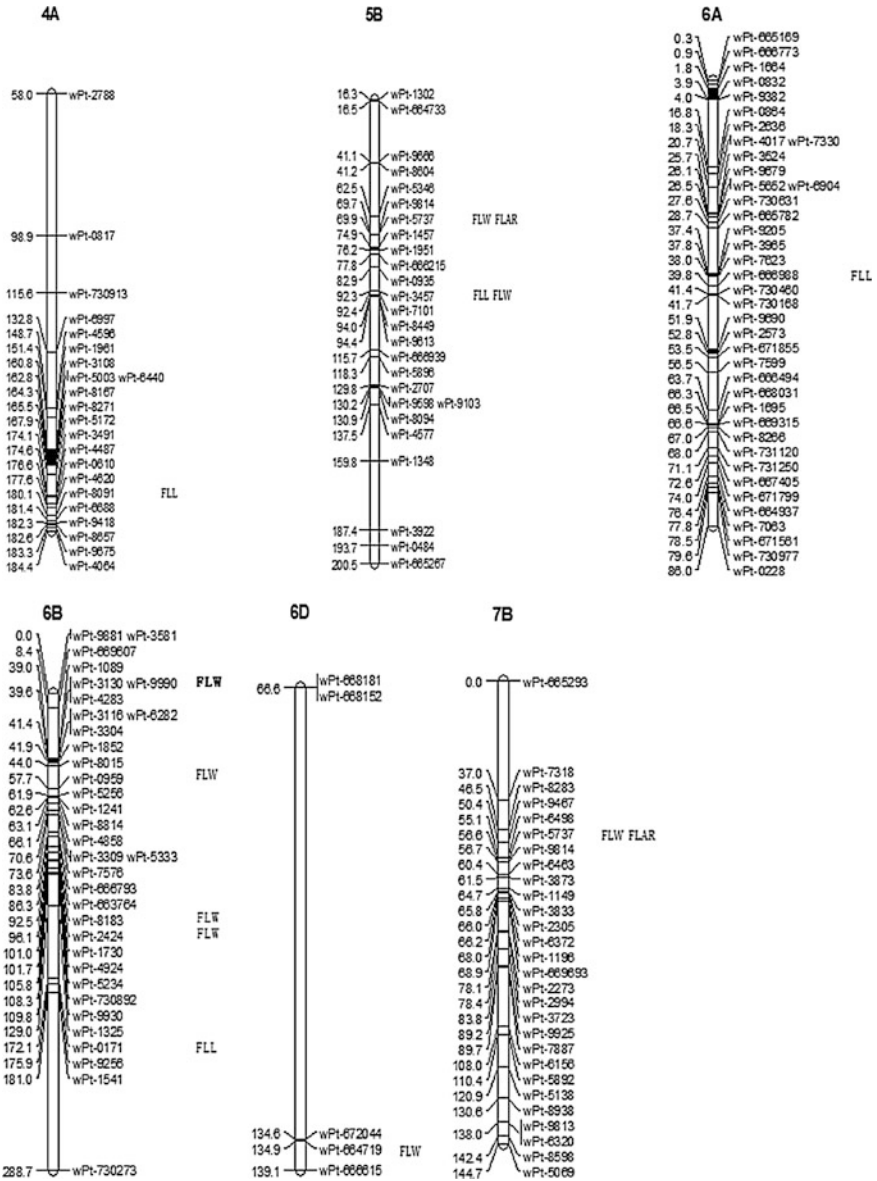 4A
58.0 wPt-2788
98.9 wPt-0817
115.6 wPt-730913
132.8 wPt-6997
148.7 wPt-4596
151.4 wPt-1961
160.8 wPt-3108
162.8 wPt-5003 wPt-6440
164.3 wPt-8167
165.5 wPt-8271
167.9 wPt-5172
174.1 wPt-3491
174.6 wPt-4487
176.6 wPt-0610
177.6 wPt-4620
180.1 wPt-8091 FLL
181.4 wPt-6688
182.3 wPt-9418
182.6 wPt-8657
183.3 wPt-9675
184.4 wPt-4064
5B
16.3 wPt-1302
16.5 wPt-664733
41.1 wPt-9666
41.2 wPt-8604
62.5 wPt-5346
69.7 wPt-9814
69.9 wPt-5737 FLW FLAR
74.9 wPt-1457
76.2 wPt-1951
77.8 wPt-666215
82.9 wPt-0935
92.3 wPt-3457 FLL FLW
92.4 wPt-7101
94.0 wPt-8449
94.4 wPt-9613
115.7 wPt-666939
118.3 wPt-5896
129.8 wPt-2707
130.2 wPt-9598 wPt-9103
130.9 wPt-8094
137.5 wPt-4577
159.8 wPt-1348
187.4 wPt-3922
193.7 wPt-0484
200.5 wPt-665267
6A
0.3 wPt-665169
0.9 wPt-666773
1.8 wPt-1664
3.9 wPt-0832
4.0 wPt-9382
16.8 wPt-0864
18.3 wPt-2636
20.7 wPt-4017 wPt-7330
25.7 wPt-3524
26.1 wPt-9679
26.5 wPt-5652 wPt-6904
27.6 wPt-730631
28.7 wPt-665782
37.4 wPt-9205
37.8 wPt-3965
38.0 wPt-7623
39.8 wPt-666988 FLL
41.4 wPt-730460
41.7 wPt-730168
51.9 wPt-9690
52.8 wPt-2573
53.5 wPt-671855
56.5 wPt-7599
63.7 wPt-666494
66.3 wPt-668031
66.5 wPt-1695
66.6 wPt-669315
67.0 wPt-8266
68.0 wPt-731120
71.1 wPt-731250
72.6 wPt-667405
74.0 wPt-671799
76.4 wPt-664937
77.8 wPt-7063
78.5 wPt-671561
79.6 wPt-730977
86.0 wPt-0228
6B
0.0 wPt-9881 wPt-3581
8.4 wPt-669607
39.0 wPt-1089
39.6 wPt-3130 wPt-9990 FLW
wPt-4283
41.4 wPt-3116 wPt-6282
wPt-3304
41.9 wPt-1852
44.0 wPt-8015
57.7 wPt-0959 FLW
61.9 wPt-5256
62.6 wPt-1241
63.1 wPt-8814
66.1 wPt-4858
70.6 wPt-3309 wPt-5333
73.6 wPt-7576
83.8 wPt-666793
86.3 wPt-663764
92.5 wPt-8183 FLW
96.1 wPt-2424 FLW
101.0 wPt-1730
101.7 wPt-4924
105.8 wPt-5234
108.3 wPt-730892
109.8 wPt-9930
129.0 wPt-1325
172.1 wPt-0171 FLL
175.9 wPt-9256
181.0 wPt-1541
288.7 wPt-730273
6D
66.6 wPt-668181
wPt-668152
134.6 wPt-672044
134.9 wPt-664719 FLW
139.1 wPt-666615
7B
0.0 wPt-665293
37.0 wPt-7318
46.5 wPt-8283
50.4 wPt-9467
55.1 wPt-6498
56.6 wPt-5737 FLW FLAR
56.7 wPt-9814
60.4 wPt-6463
61.5 wPt-3873
64.7 wPt-1149
65.8 wPt-3833
66.0 wPt-2305
66.2 wPt-6372
68.0 wPt-1196
68.9 wPt-669693
78.1 wPt-2273
78.4 wPt-2994
83.8 wPt-3723
89.2 wPt-9925
89.7 wPt-7887
108.0 wPt-6156
110.4 wPt-5892
120.9 wPt-5138
130.6 wPt-8938
138.0 wPt-9813
wPt-6320
142.4 wPt-8598
144.7 wPt-5069